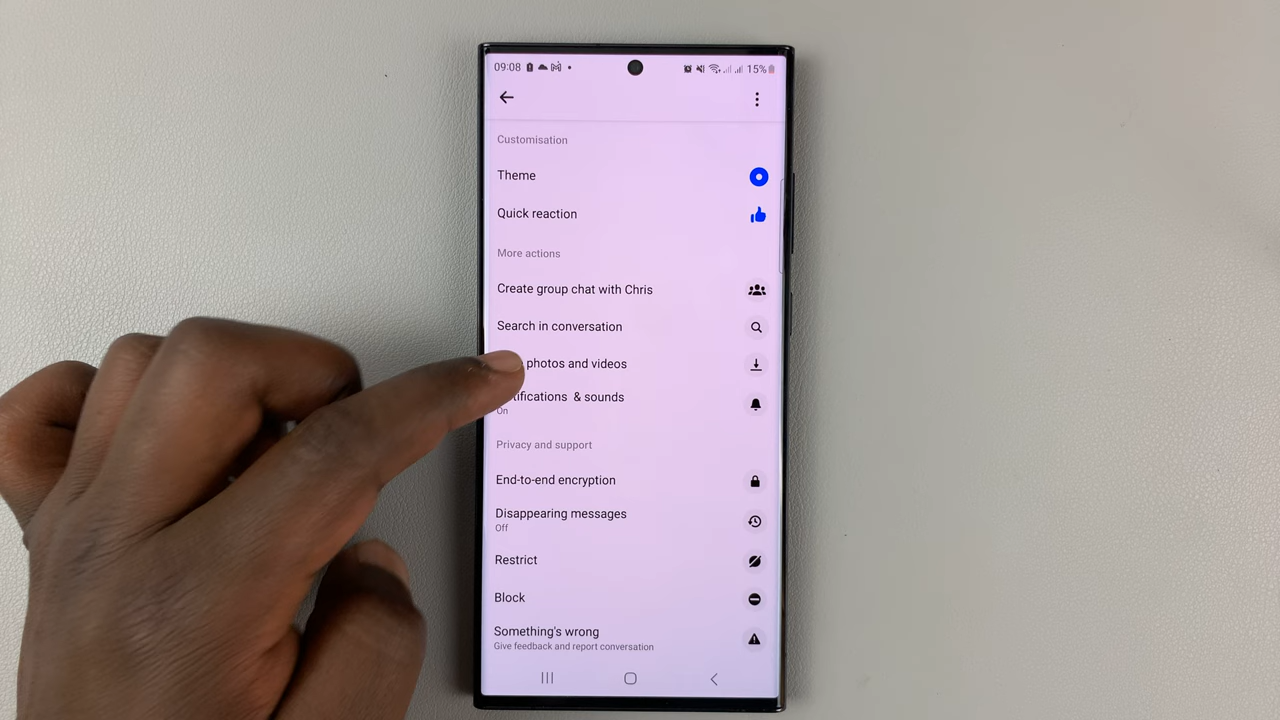 09:08 15%
Customisation
Theme
Quick reaction
More actions
Create group chat with Chris
Search in conversation
photos and videos
tifications & sounds
On
Privacy and support
End-to-end encryption
Disappearing messages
Off
Restrict
Block
Something's wrong
Give feedback and report conversation